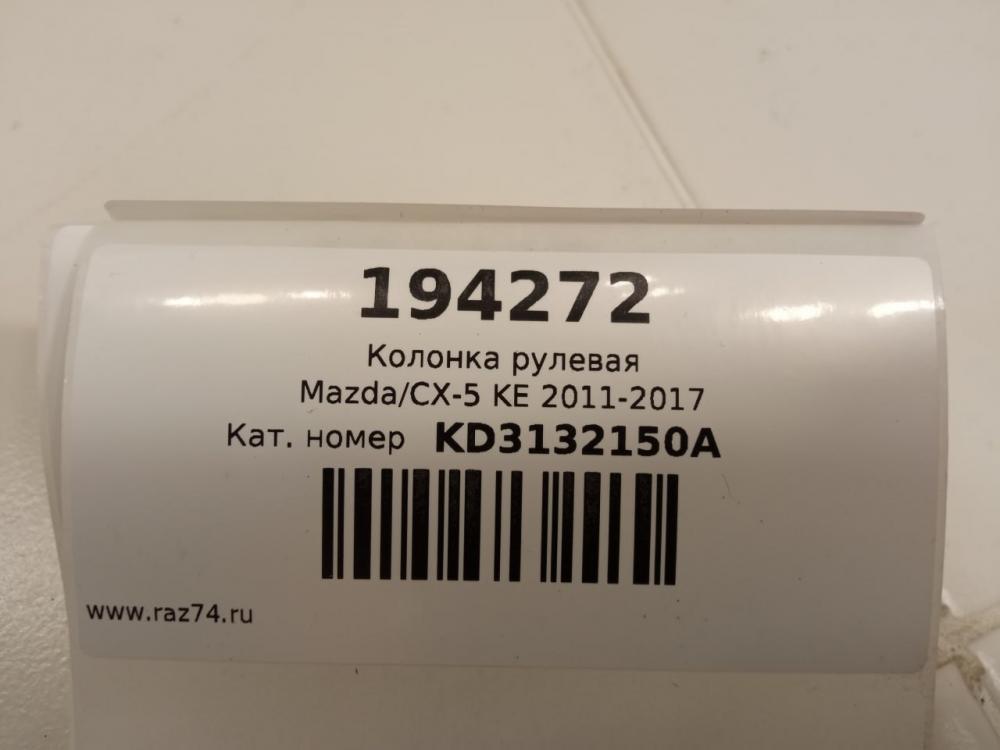 194272
Колонка рулевая
Mazda/CX-5 KE 2011-2017
Кат. номер KD3132150A
www.raz74.ru